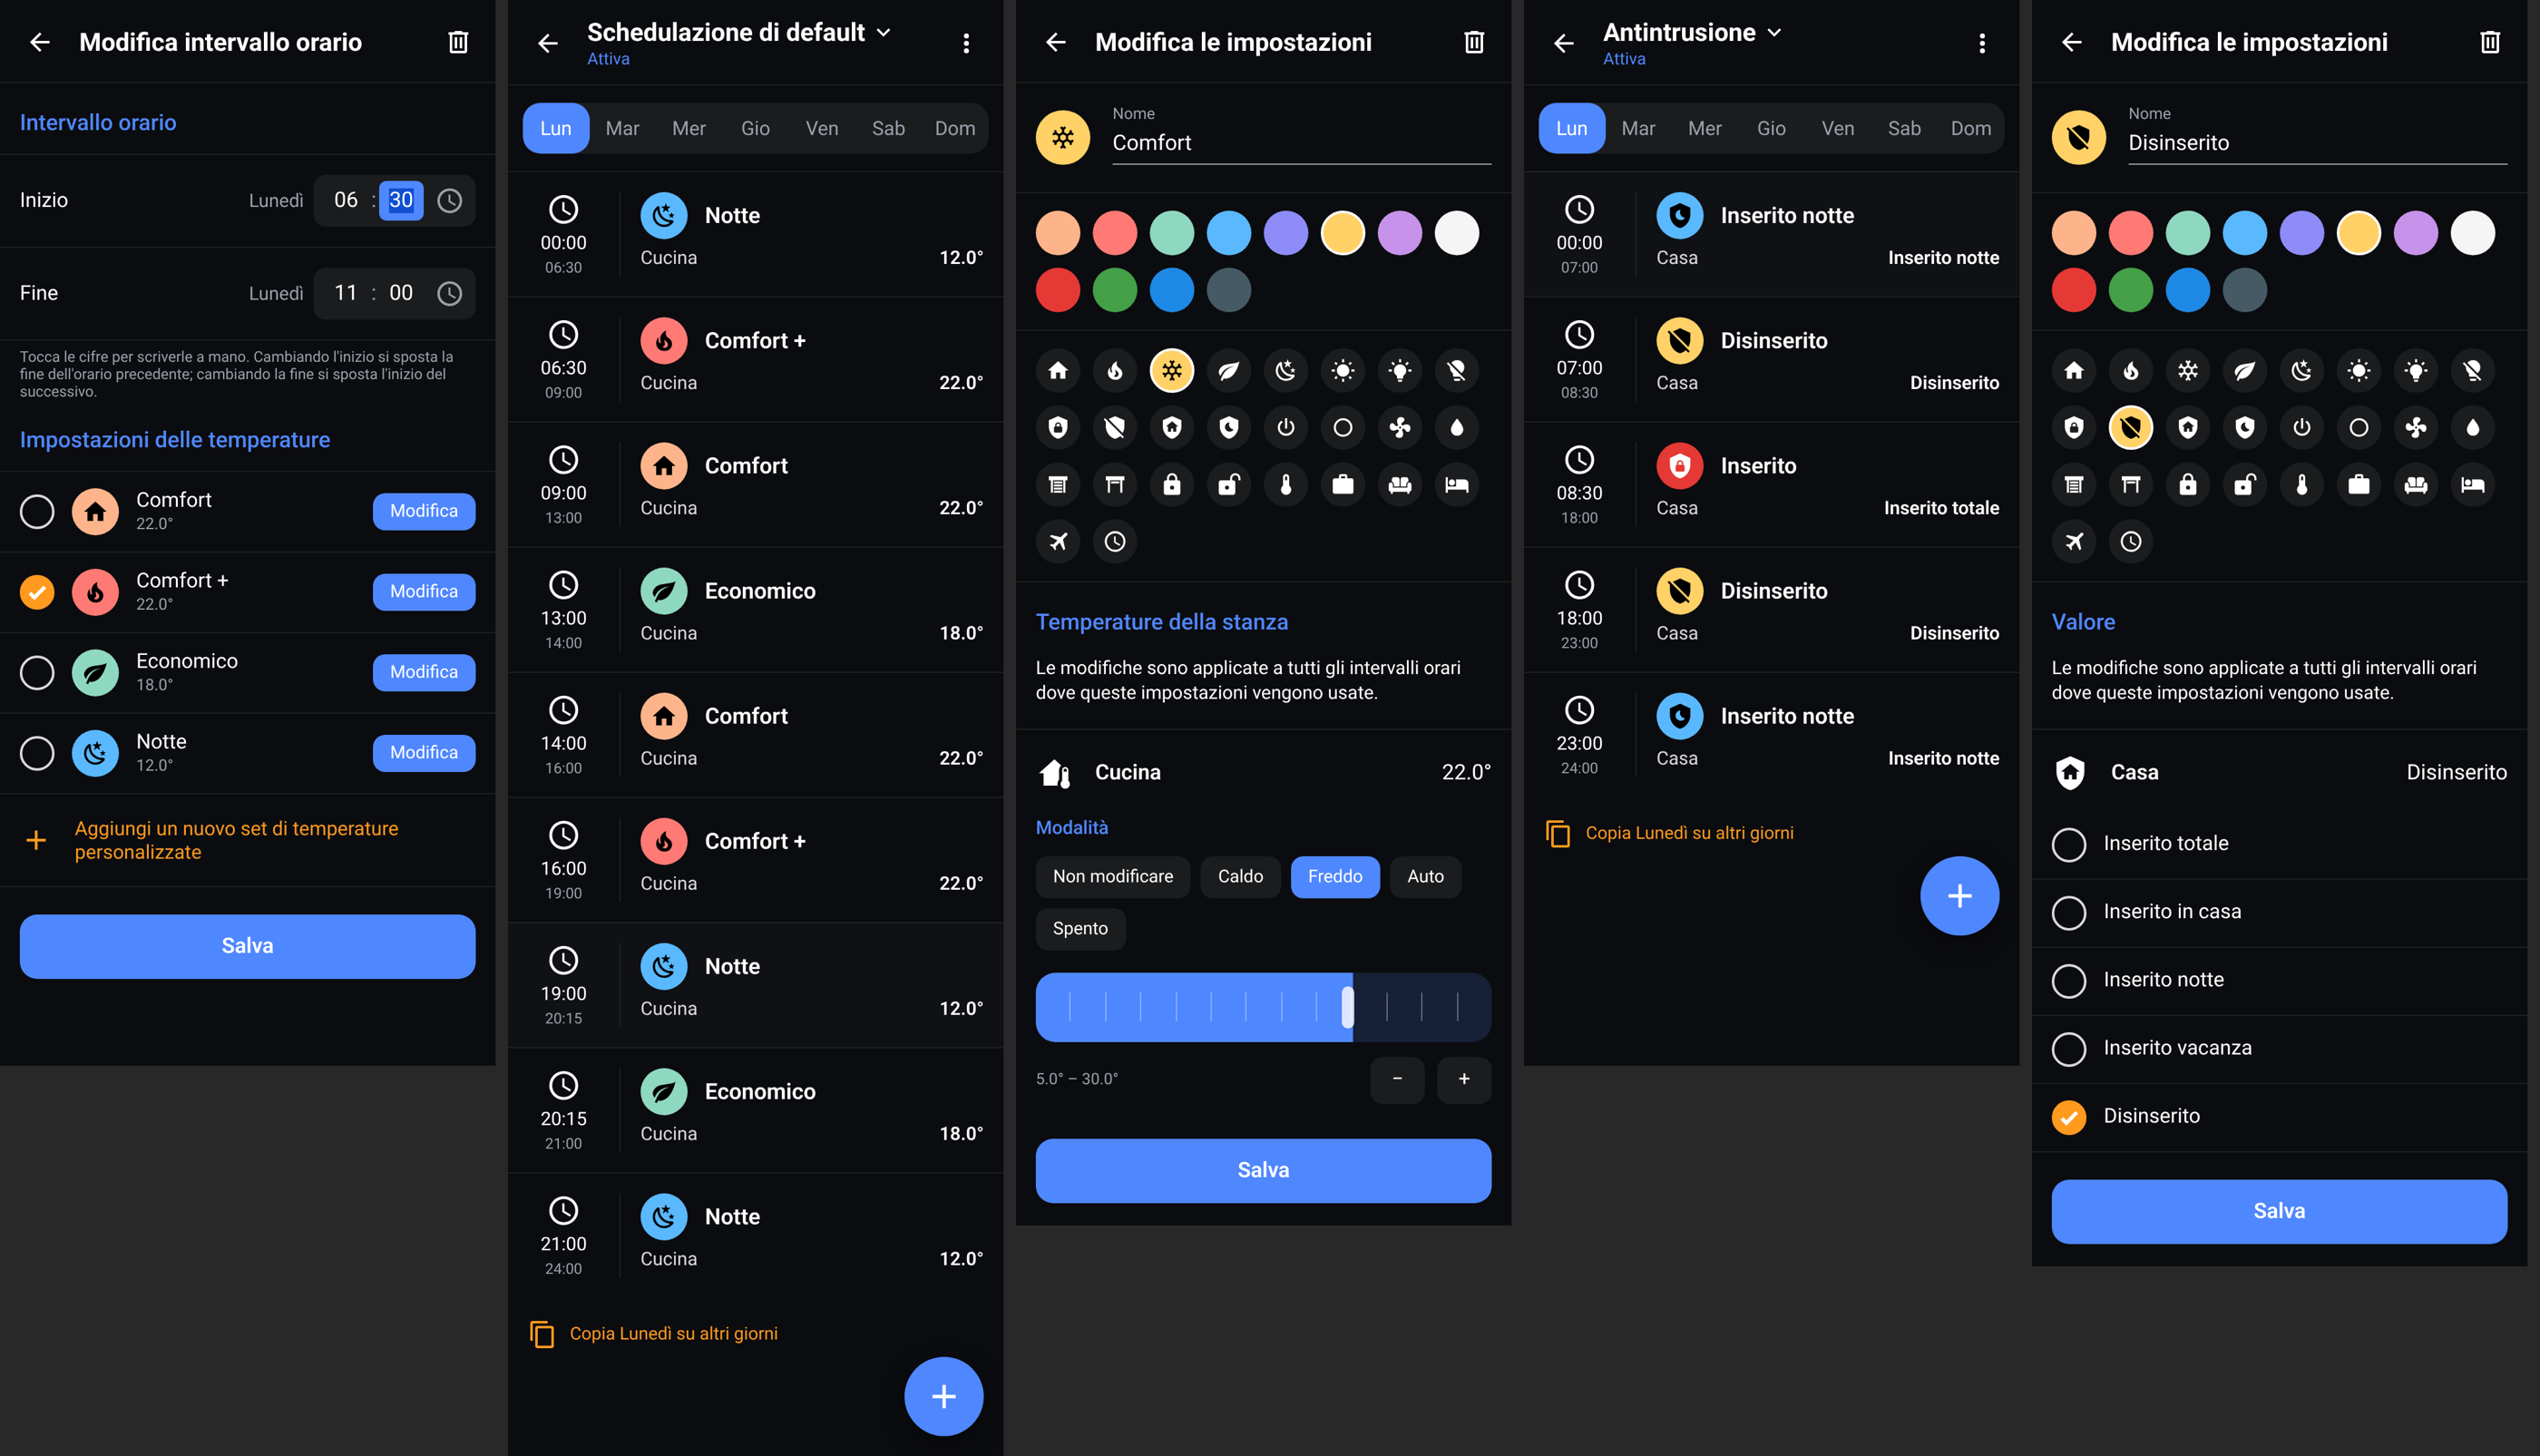 Modifica intervallo orario
Intervallo orario
Inizio
Lunedì
06 : 30
Fine
Lunedì
11 : 00
Tocca le cifre per scriverle a mano. Cambiando l'inizio si sposta la
fine dell'orario precedente; cambiando la fine si sposta l'inizio del
successivo.
Impostazioni delle temperature
Comfort
22.0°
Modifica
Comfort +
22.0°
Modifica
Economico
18.0°
Modifica
Notte
12.0°
Modifica
Aggiungi un nuovo set di temperature
personalizzate
Salva
Schedulazione di default
Attiva
Lun Mar Mer Gio Ven Sab Dom
Notte
00:00
06:30
Cucina
12.0°
Comfort +
06:30
09:00
Cucina
22.0°
Comfort
09:00
13:00
Cucina
22.0°
Economico
13:00
14:00
Cucina
18.0°
Comfort
14:00
16:00
Cucina
22.0°
Comfort +
16:00
19:00
Cucina
22.0°
Notte
19:00
20:15
Cucina
12.0°
Economico
20:15
21:00
Cucina
18.0°
Notte
21:00
24:00
Cucina
12.0°
Copia Lunedì su altri giorni
+
Modifica le impostazioni
Nome
Comfort
Temperature della stanza
Le modifiche sono applicate a tutti gli intervalli orari
dove queste impostazioni vengono usate.
Cucina
22.0°
Modalità
Non modificare
Caldo
Freddo
Auto
Spento
5.0° – 30.0°
−
+
Salva
Antintrusione
Attiva
Lun Mar Mer Gio Ven Sab Dom
Inserito notte
00:00
07:00
Casa
Inserito notte
Disinserito
07:00
08:30
Casa
Disinserito
Inserito
08:30
18:00
Casa
Inserito totale
Disinserito
18:00
23:00
Casa
Disinserito
Inserito notte
23:00
24:00
Casa
Inserito notte
Copia Lunedì su altri giorni
+
Modifica le impostazioni
Nome
Disinserito
Valore
Le modifiche sono applicate a tutti gli intervalli orari
dove queste impostazioni vengono usate.
Casa
Disinserito
Inserito totale
Inserito in casa
Inserito notte
Inserito vacanza
Disinserito
Salva